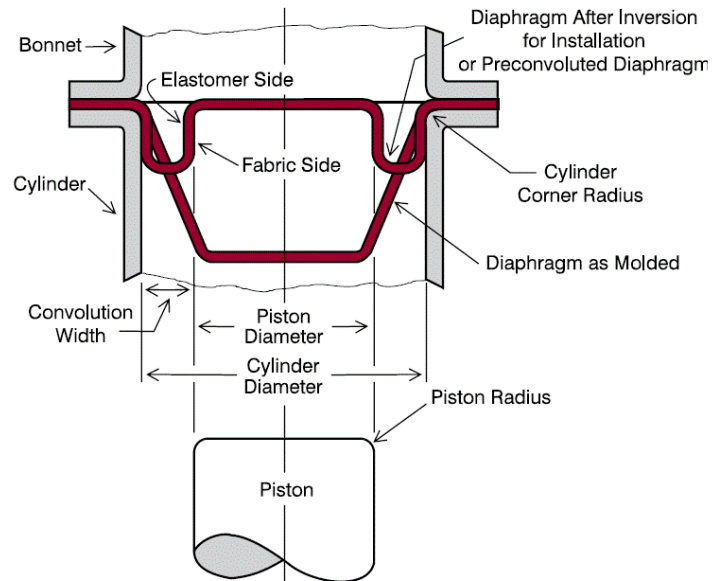 Bonnet
Diaphragm After Inversion
for Installation
or Preconvoluted Diaphragm
Elastomer Side
Fabric Side
Cylinder
Cylinder
Corner Radius
Diaphragm as Molded
Convolution
Width
Piston
Diameter
Cylinder
Diameter
Piston Radius
Piston